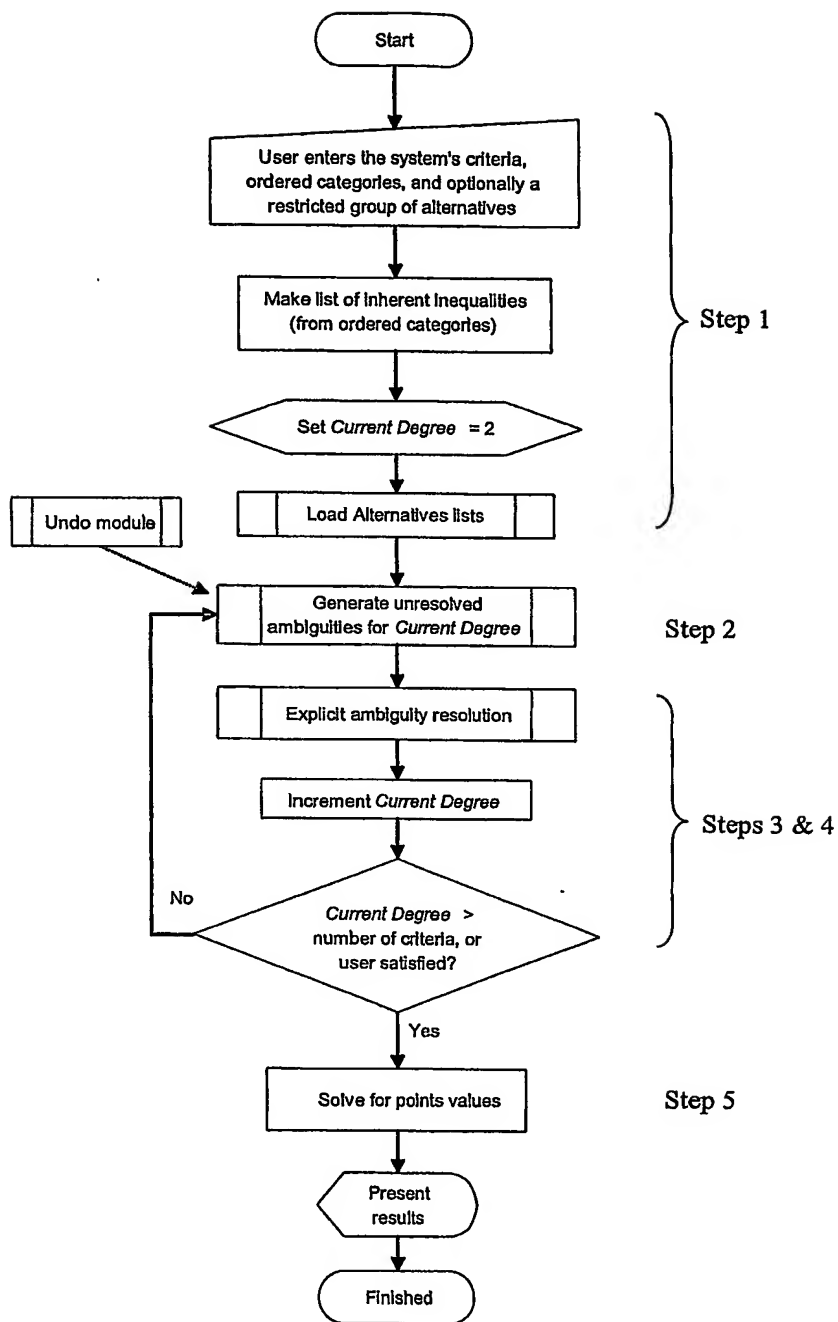 Start
User enters the system's criteria,
ordered categories, and optionally a
restricted group of alternatives
Make list of inherent inequalities
(from ordered categories)
Step 1
Set Current Degree = 2
Load Alternatives lists
Undo module
Generate unresolved
ambiguities for Current Degree
Step 2
Explicit ambiguity resolution
Increment Current Degree
Steps 3 & 4
No
Current Degree >
number of criteria, or
user satisfied?
Yes
Solve for points values
Step 5
Present
results
Finished